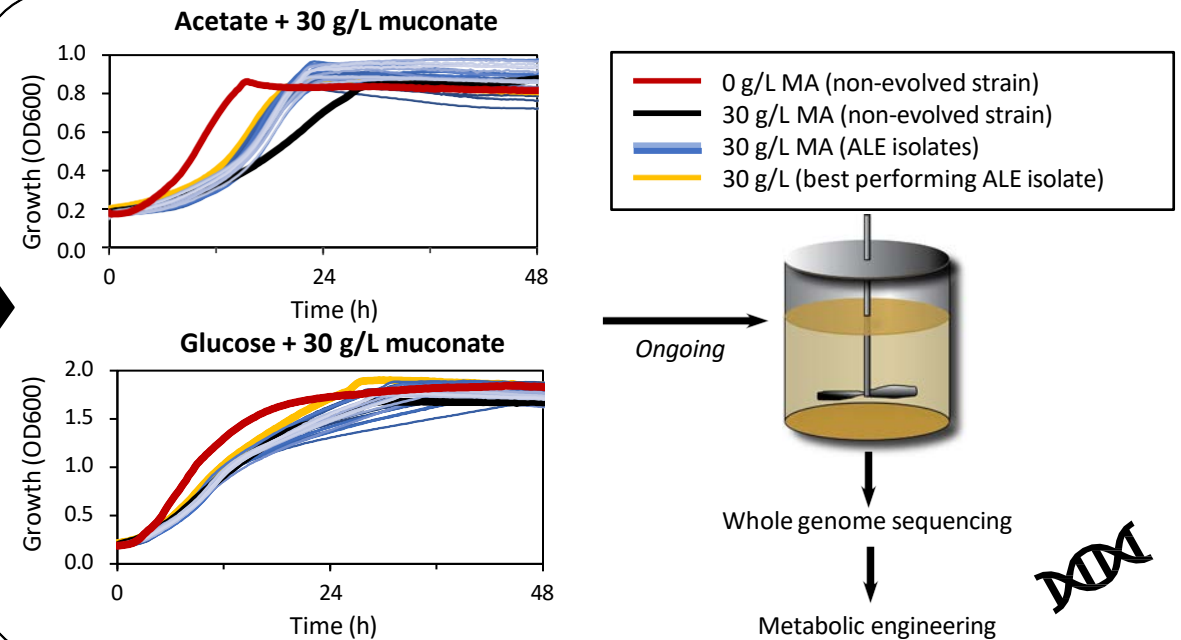 Acetate + 30 g/L muconate
1.0
0.8
0.6
0.4
0.2
0.0
Growth (OD600)
0
24
48
Time (h)
Glucose + 30 g/L muconate
2.0
1.5
1.0
0.5
0.0
Growth (OD600)
0
24
48
Time (h)
0 g/L MA (non-evolved strain)
30 g/L MA (non-evolved strain)
30 g/L MA (ALE isolates)
30 g/L (best performing ALE isolate)
Ongoing
Whole genome sequencing
Metabolic engineering